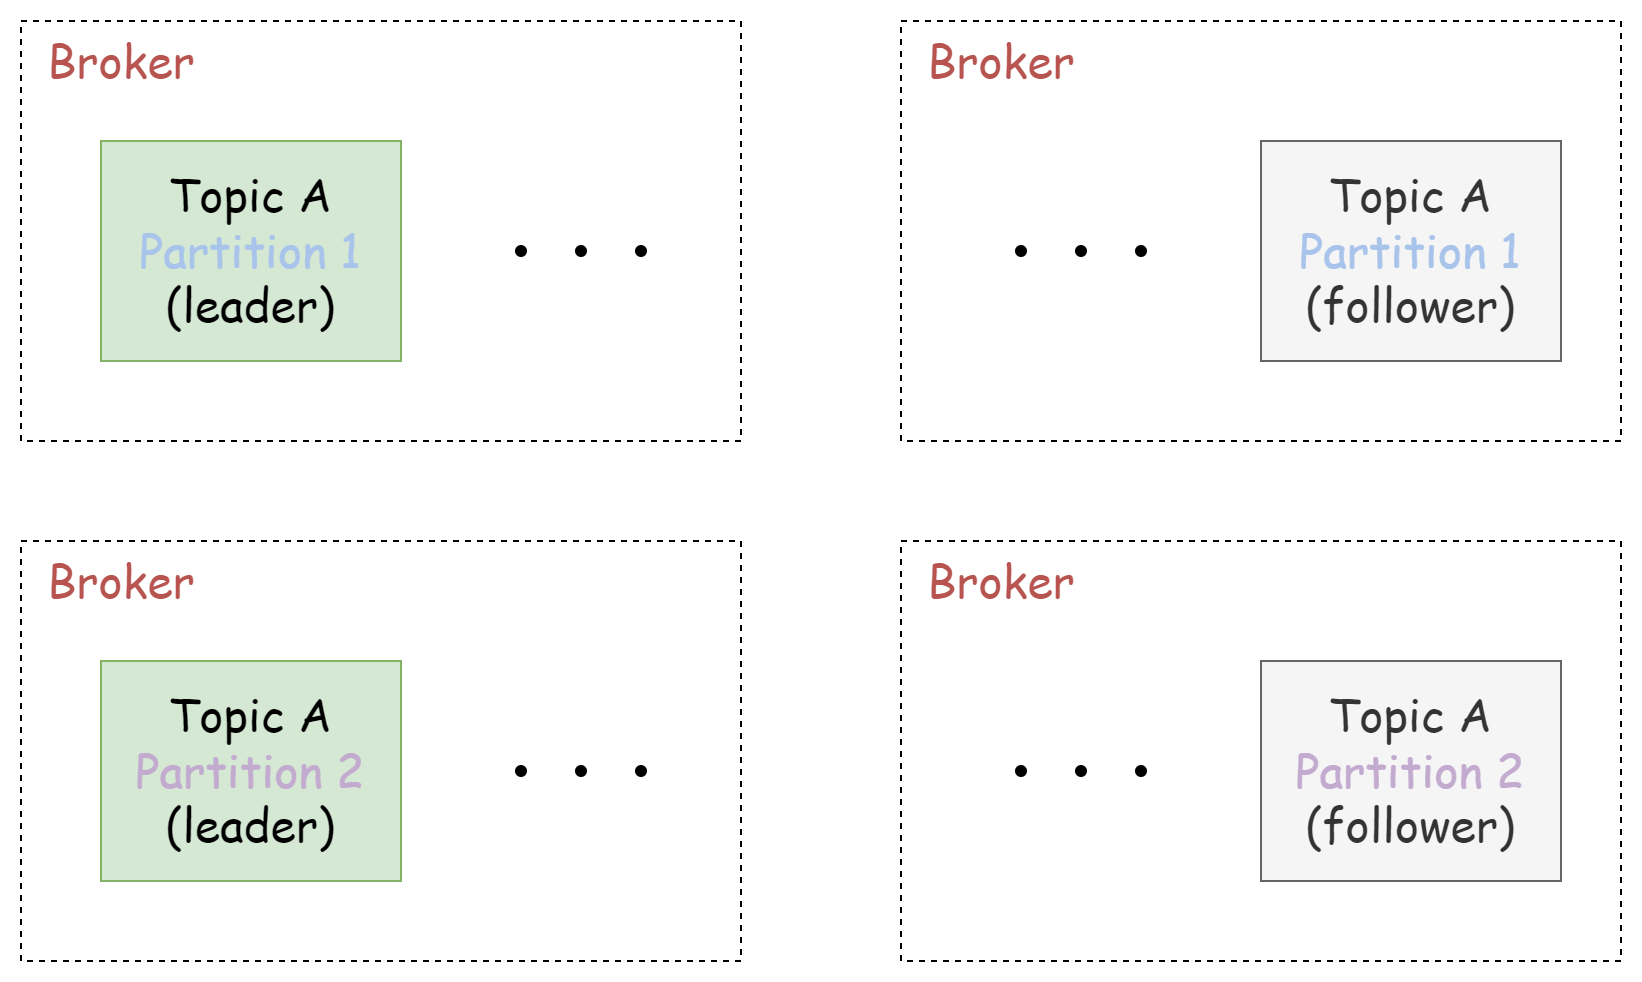 Broker
Topic A
Partition 1
(leader)
Broker
Topic A
Partition 1
(follower)
Broker
Topic A
Partition 2
(leader)
Broker
Topic A
Partition 2
(follower)